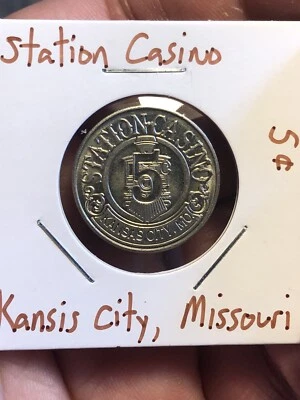 Station Casino
STATION CASINO
5¢
KANSAS CITY, MO.
5¢
Kansis City, Missouri